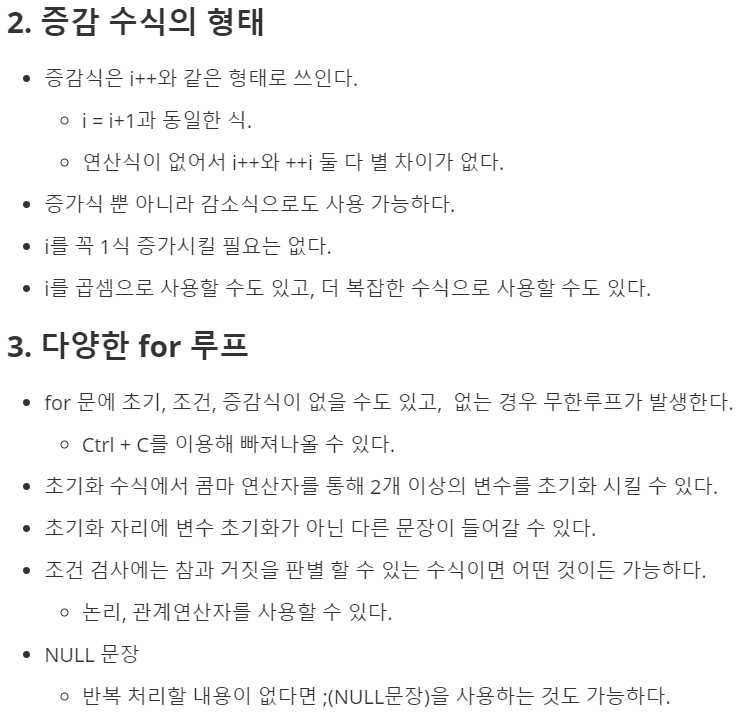 2. 증감 수식의 형태
• 증감식은 i++와 같은 형태로 쓰인다.
◦ i = i+1과 동일한 식.
◦ 연산식이 없어서 i++와 ++i 둘 다 별 차이가 없다.
• 증가식 뿐 아니라 감소식으로도 사용 가능하다.
• i를 꼭 1식 증가시킬 필요는 없다.
• i를 곱셈으로 사용할 수도 있고, 더 복잡한 수식으로 사용할 수도 있다.
3. 다양한 for 루프
• for 문에 초기, 조건, 증감식이 없을 수도 있고,  없는 경우 무한루프가 발생한다.
◦ Ctrl + C를 이용해 빠져나올 수 있다.
• 초기화 수식에서 콤마 연산자를 통해 2개 이상의 변수를 초기화 시킬 수 있다.
• 초기화 자리에 변수 초기화가 아닌 다른 문장이 들어갈 수 있다.
• 조건 검사에는 참과 거짓을 판별 할 수 있는 수식이면 어떤 것이든 가능하다.
◦ 논리, 관계연산자를 사용할 수 있다.
• NULL 문장
◦ 반복 처리할 내용이 없다면 ;(NULL문장)을 사용하는 것도 가능하다.